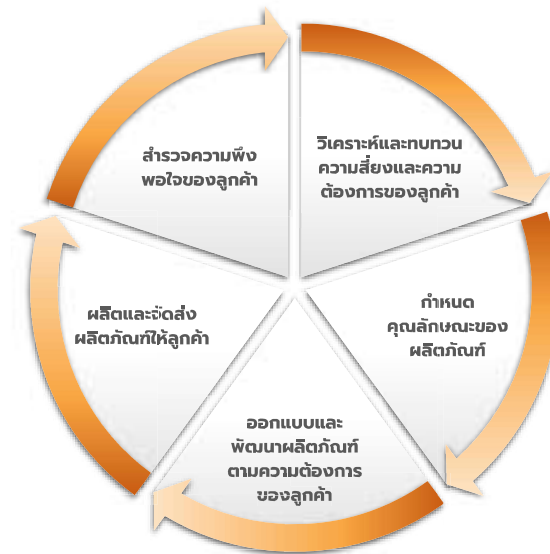 วิเคราะห์และทบทวน
ความสี่ยงและความ
ต้องการของลูกค้า
กำหนด
คุณลักษณะของ
ผลิตภัณฑ์
ออกแบบและ
พัฒนาผลิตภัณฑ์
ตามความต้องการ
ของลูกค้า
ผลิตและจัดส่ง
ผลิตภัณฑ์ให้ลูกค้า
สำรวจความพึง
พอใจของลูกค้า